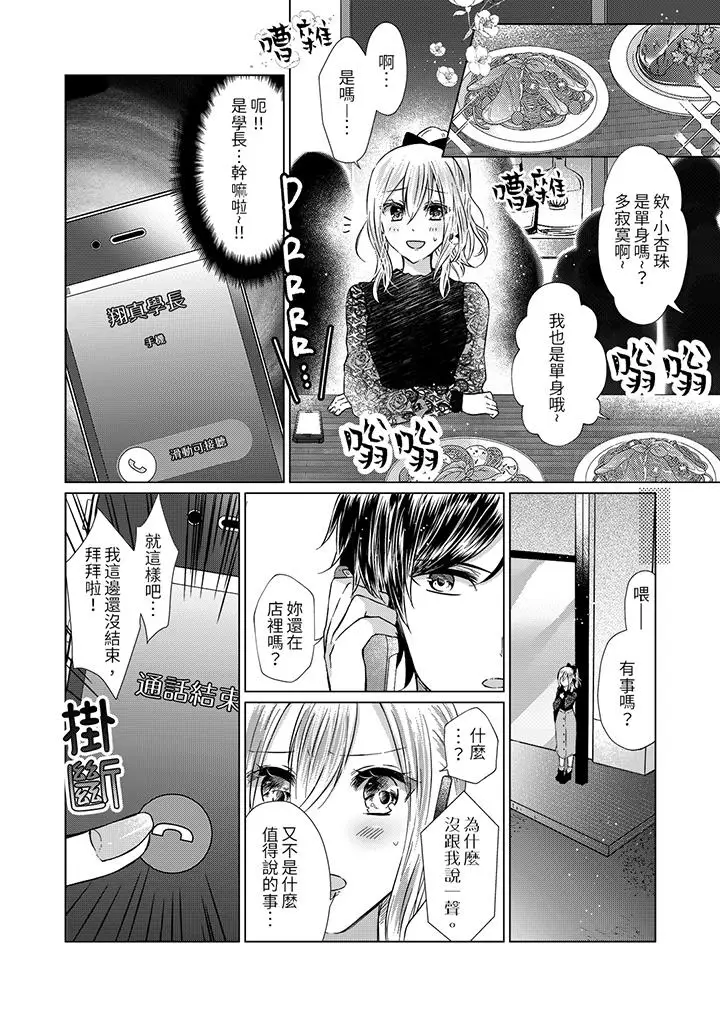 欸~小杏珠
是單身嗎~?
多寂寞啊~
嘈雜
我也是單身哦~
嗡嗡
啊…
是嗎—…
嗡嗡
嘈雜
PRRRRR…
呃!!
是學長…幹嘛啦~!!
翔真學長
手機
滑動可接聽
喂—
有事嗎?
妳還在
店裡嗎?
什麼
…?
為什麼
沒跟我說一聲。
又不是什麼
值得說的事…
就這樣吧…
我這邊還沒結束,
拜拜啦!
通話結束
掛斷